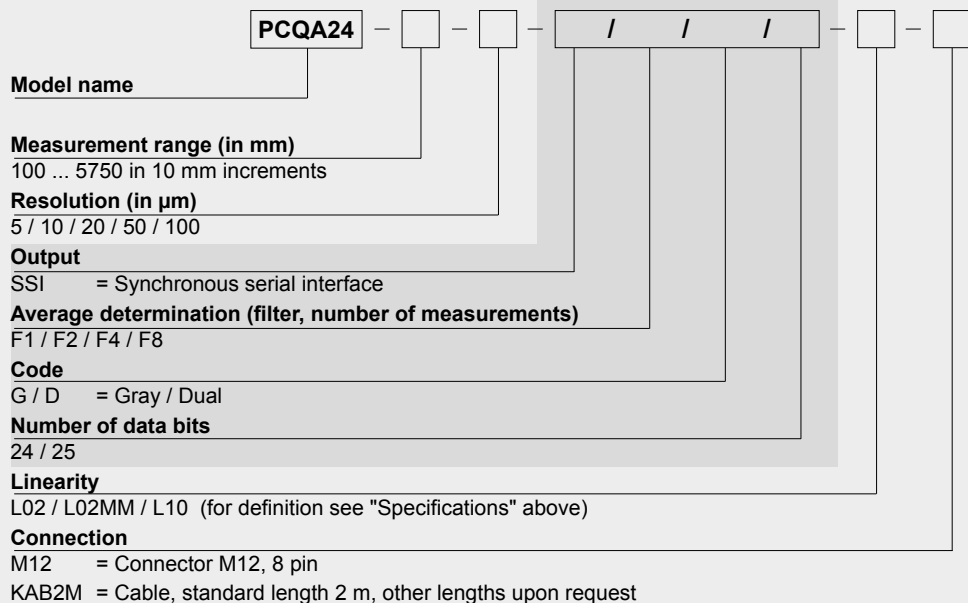 PCQA24 – – – / / / – –
Model name
Measurement range (in mm)
100 ... 5750 in 10 mm increments
Resolution (in µm)
5 / 10 / 20 / 50 / 100
Output
SSI = Synchronous serial interface
Average determination (filter, number of measurements)
F1 / F2 / F4 / F8
Code
G / D = Gray / Dual
Number of data bits
24 / 25
Linearity
L02 / L02MM / L10 (for definition see "Specifications" above)
Connection
M12 = Connector M12, 8 pin
KAB2M = Cable, standard length 2 m, other lengths upon request